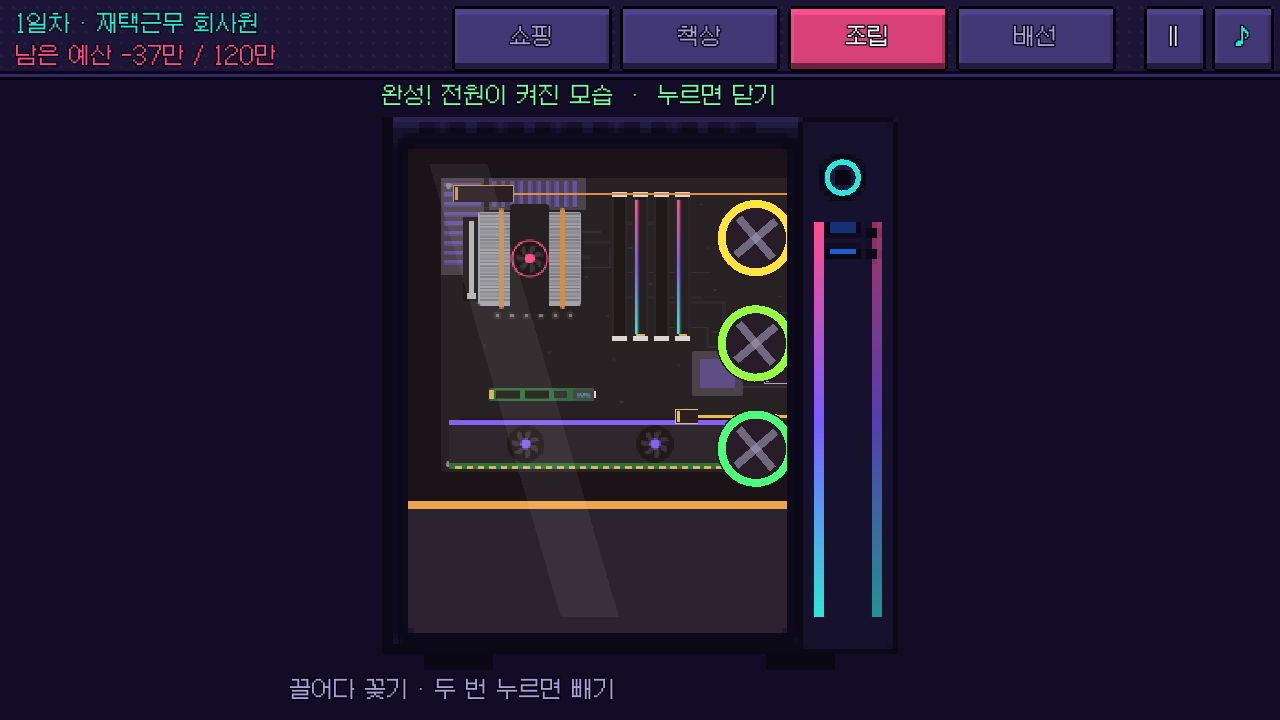 1일차 · 재택근무 회사원
남은 예산 -37만 / 120만
쇼핑
책상
조립
배선
완성! 전원이 켜진 모습 · 누르면 닫기
끌어다 꽂기 · 두 번 누르면 빼기